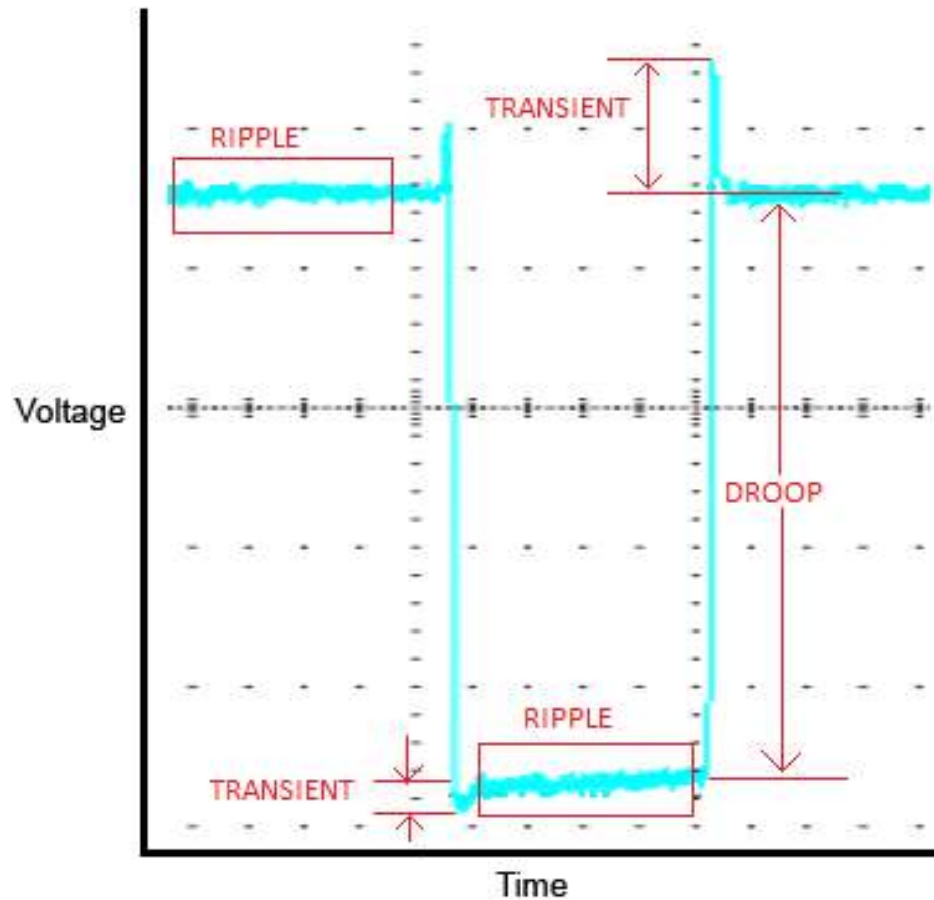 TRANSIENT
RIPPLE
Voltage
DROOP
RIPPLE
TRANSIENT
Time